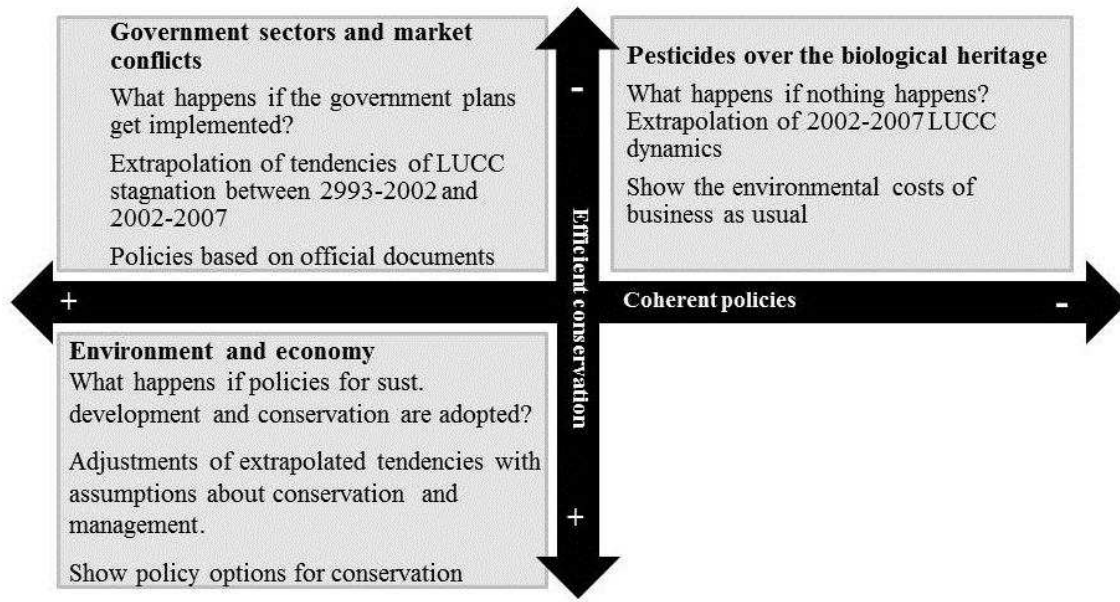 Government sectors and market
conflicts
What happens if the government plans
get implemented?
Extrapolation of tendencies of LUCC
stagnation between 2993-2002 and
2002-2007
Policies based on official documents
-
Pesticides over the biological heritage
What happens if nothing happens?
Extrapolation of 2002-2007 LUCC
dynamics
Show the environmental costs of
business as usual
Efficient conservation
+
Coherent policies
-
Environment and economy
What happens if policies for sust.
development and conservation are adopted?
Adjustments of extrapolated tendencies with
assumptions about conservation and
management.
Show policy options for conservation
+